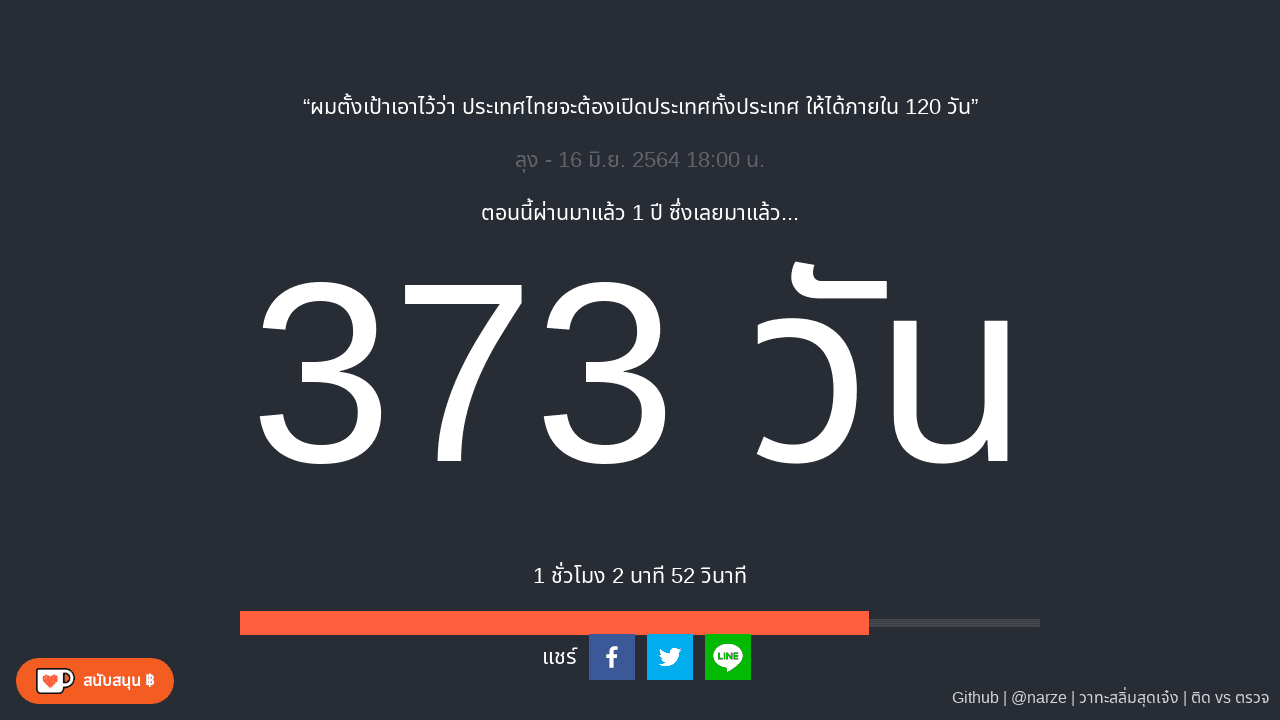 “ผมตั้งเป้าเอาไว้ว่า ประเทศไทยจะต้องเปิดประเทศทั้งประเทศ ให้ได้ภายใน 120 วัน”
ลุง - 16 มิ.ย. 2564 18:00 น.
ตอนนี้ผ่านมาแล้ว 1 ปี ซึ่งเลยมาแล้ว...
373 วัน
1 ชั่วโมง 2 นาที 52 วินาที
แชร์
LINE
สนับสนุน ฿
Github | @narze | วาทะสลิ่มสุดเจ๋ง | ติด vs ตรวจ